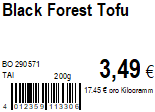 Black Forest Tofu
BO 290571
TAI 200g
3,49 €
17.45 € pro Kilogramm
4 012359 113306